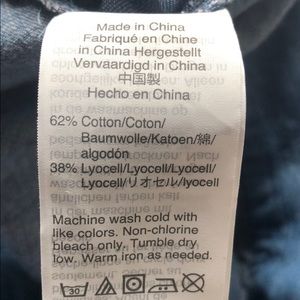 Made in China
Fabriqué en Chine
in China Hergestellt
Vervaardigd in China
中国製
Hecho en China
62% Cotton/Coton/
Baumwolle/Katoen/綿/
algodón
38% Lyocell/Lyocell/Lyocell/
Lyocell/リオセル/lyocell
Machine wash cold with
like colors. Non-chlorine
bleach only. Tumble dry
low. Warm iron as needed.
30